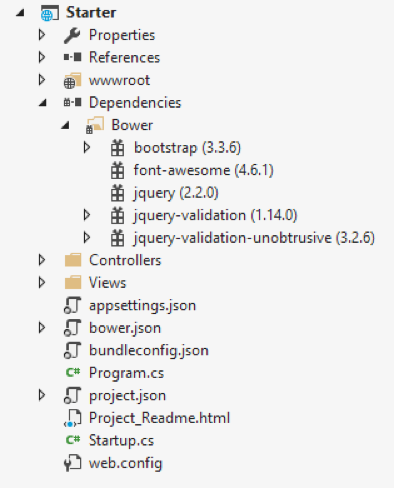 Starter
Properties
References
wwwroot
Dependencies
Bower
bootstrap (3.3.6)
font-awesome (4.6.1)
jquery (2.2.0)
jquery-validation (1.14.0)
jquery-validation-unobtrusive (3.2.6)
Controllers
Views
appsettings.json
bower.json
bundleconfig.json
C# Program.cs
project.json
Project_Readme.html
C# Startup.cs
web.config